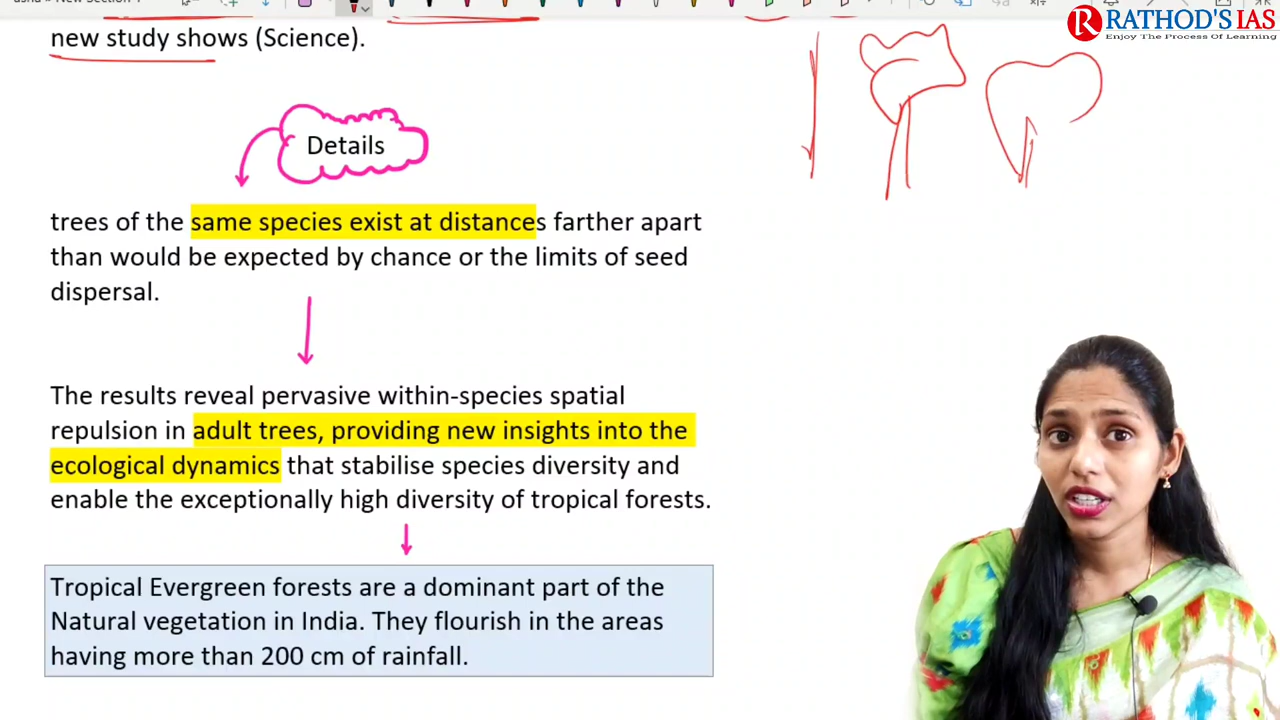 RATHOD'S IAS
Enjoy The Process Of Learning
new study shows (Science).
Details
trees of the same species exist at distances farther apart
than would be expected by chance or the limits of seed
dispersal.
The results reveal pervasive within-species spatial
repulsion in adult trees, providing new insights into the
ecological dynamics that stabilise species diversity and
enable the exceptionally high diversity of tropical forests.
Tropical Evergreen forests are a dominant part of the
Natural vegetation in India. They flourish in the areas
having more than 200 cm of rainfall.